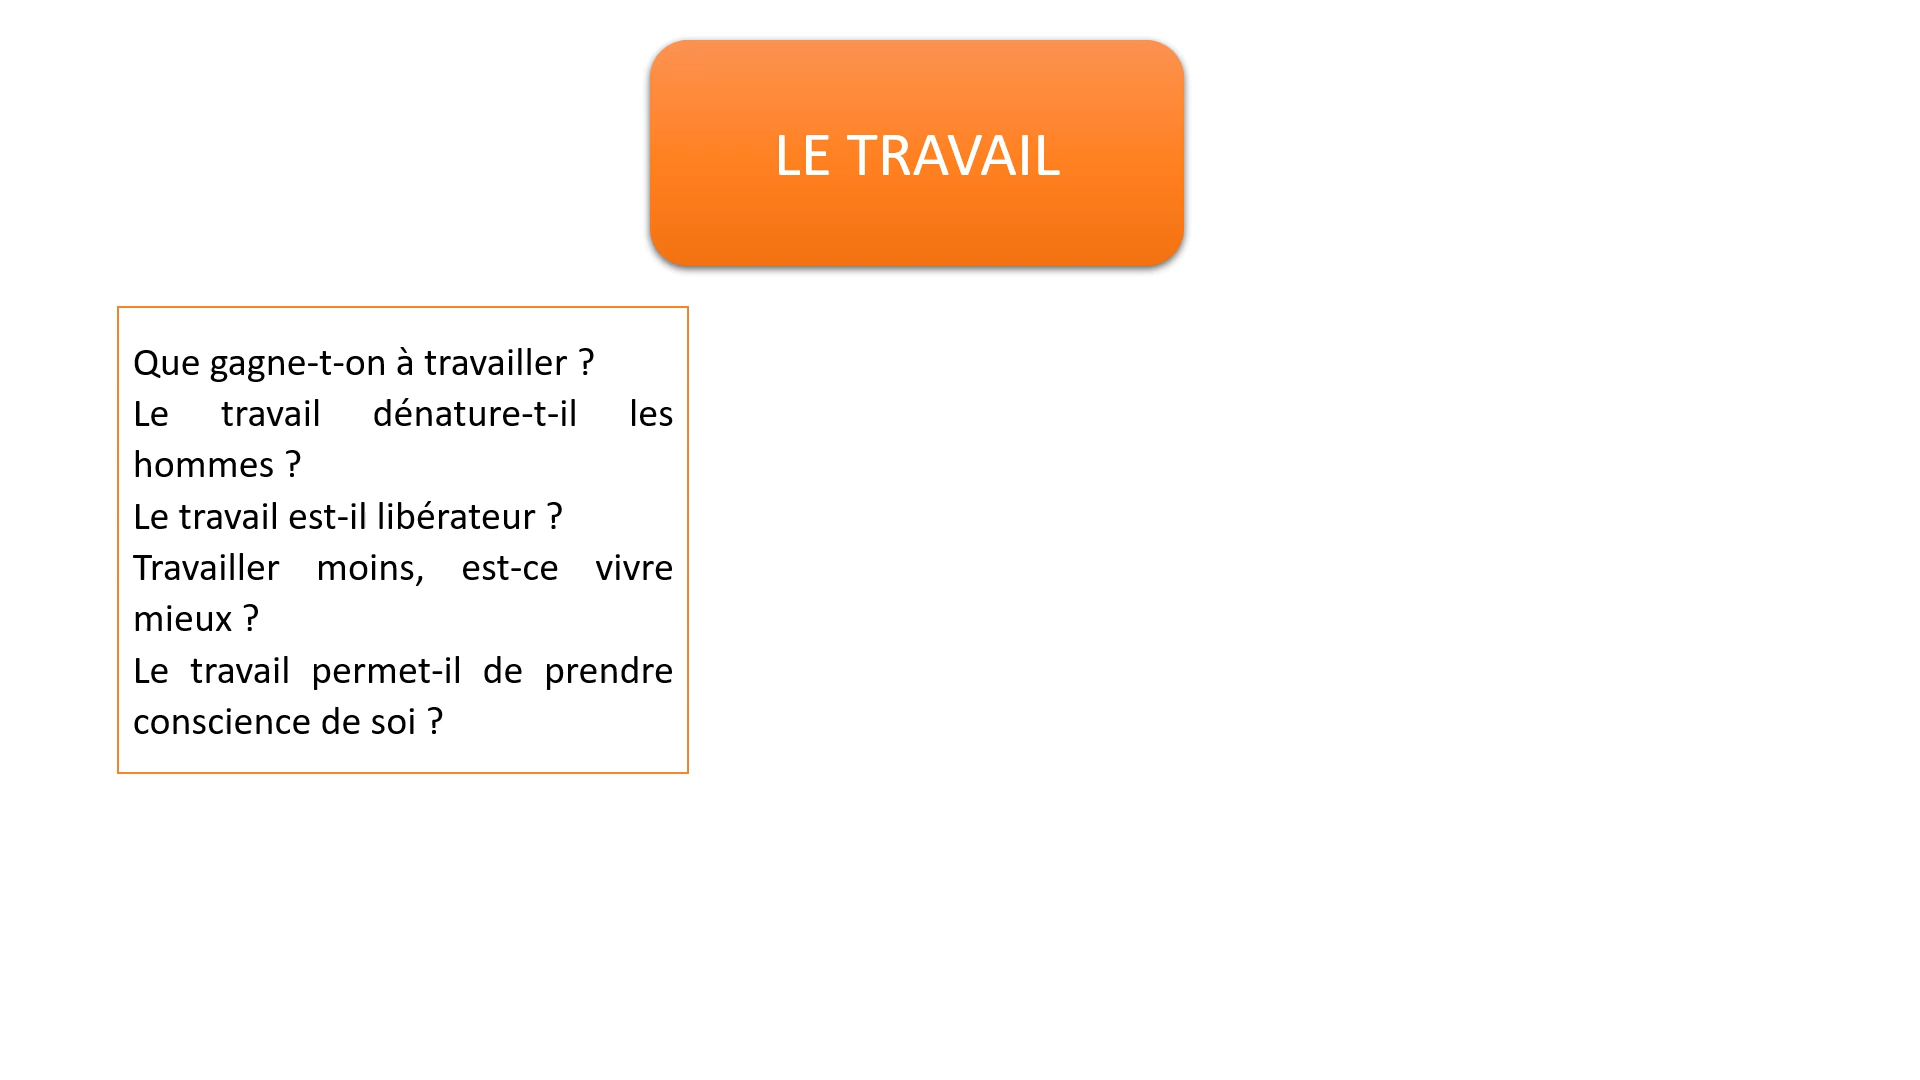 LE TRAVAIL
Que gagne-t-on à travailler ?
Le travail dénature-t-il les
hommes ?
Le travail est-il libérateur ?
Travailler moins, est-ce vivre
mieux ?
Le travail permet-il de prendre
conscience de soi ?